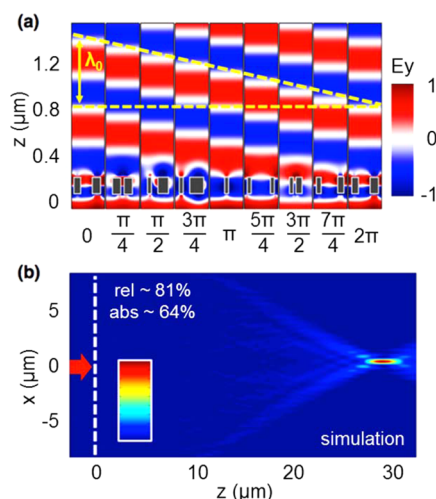 (a)
Ey
1
0
-1
z (μm)
1.2
0.8
0.4
0
λ₀
0 π/4 π/2 3π/4 π 5π/4 3π/2 7π/4 2π
(b)
rel ~ 81%
abs ~ 64%
x (μm)
5
0
-5
simulation
0 10 20 30
z (μm)